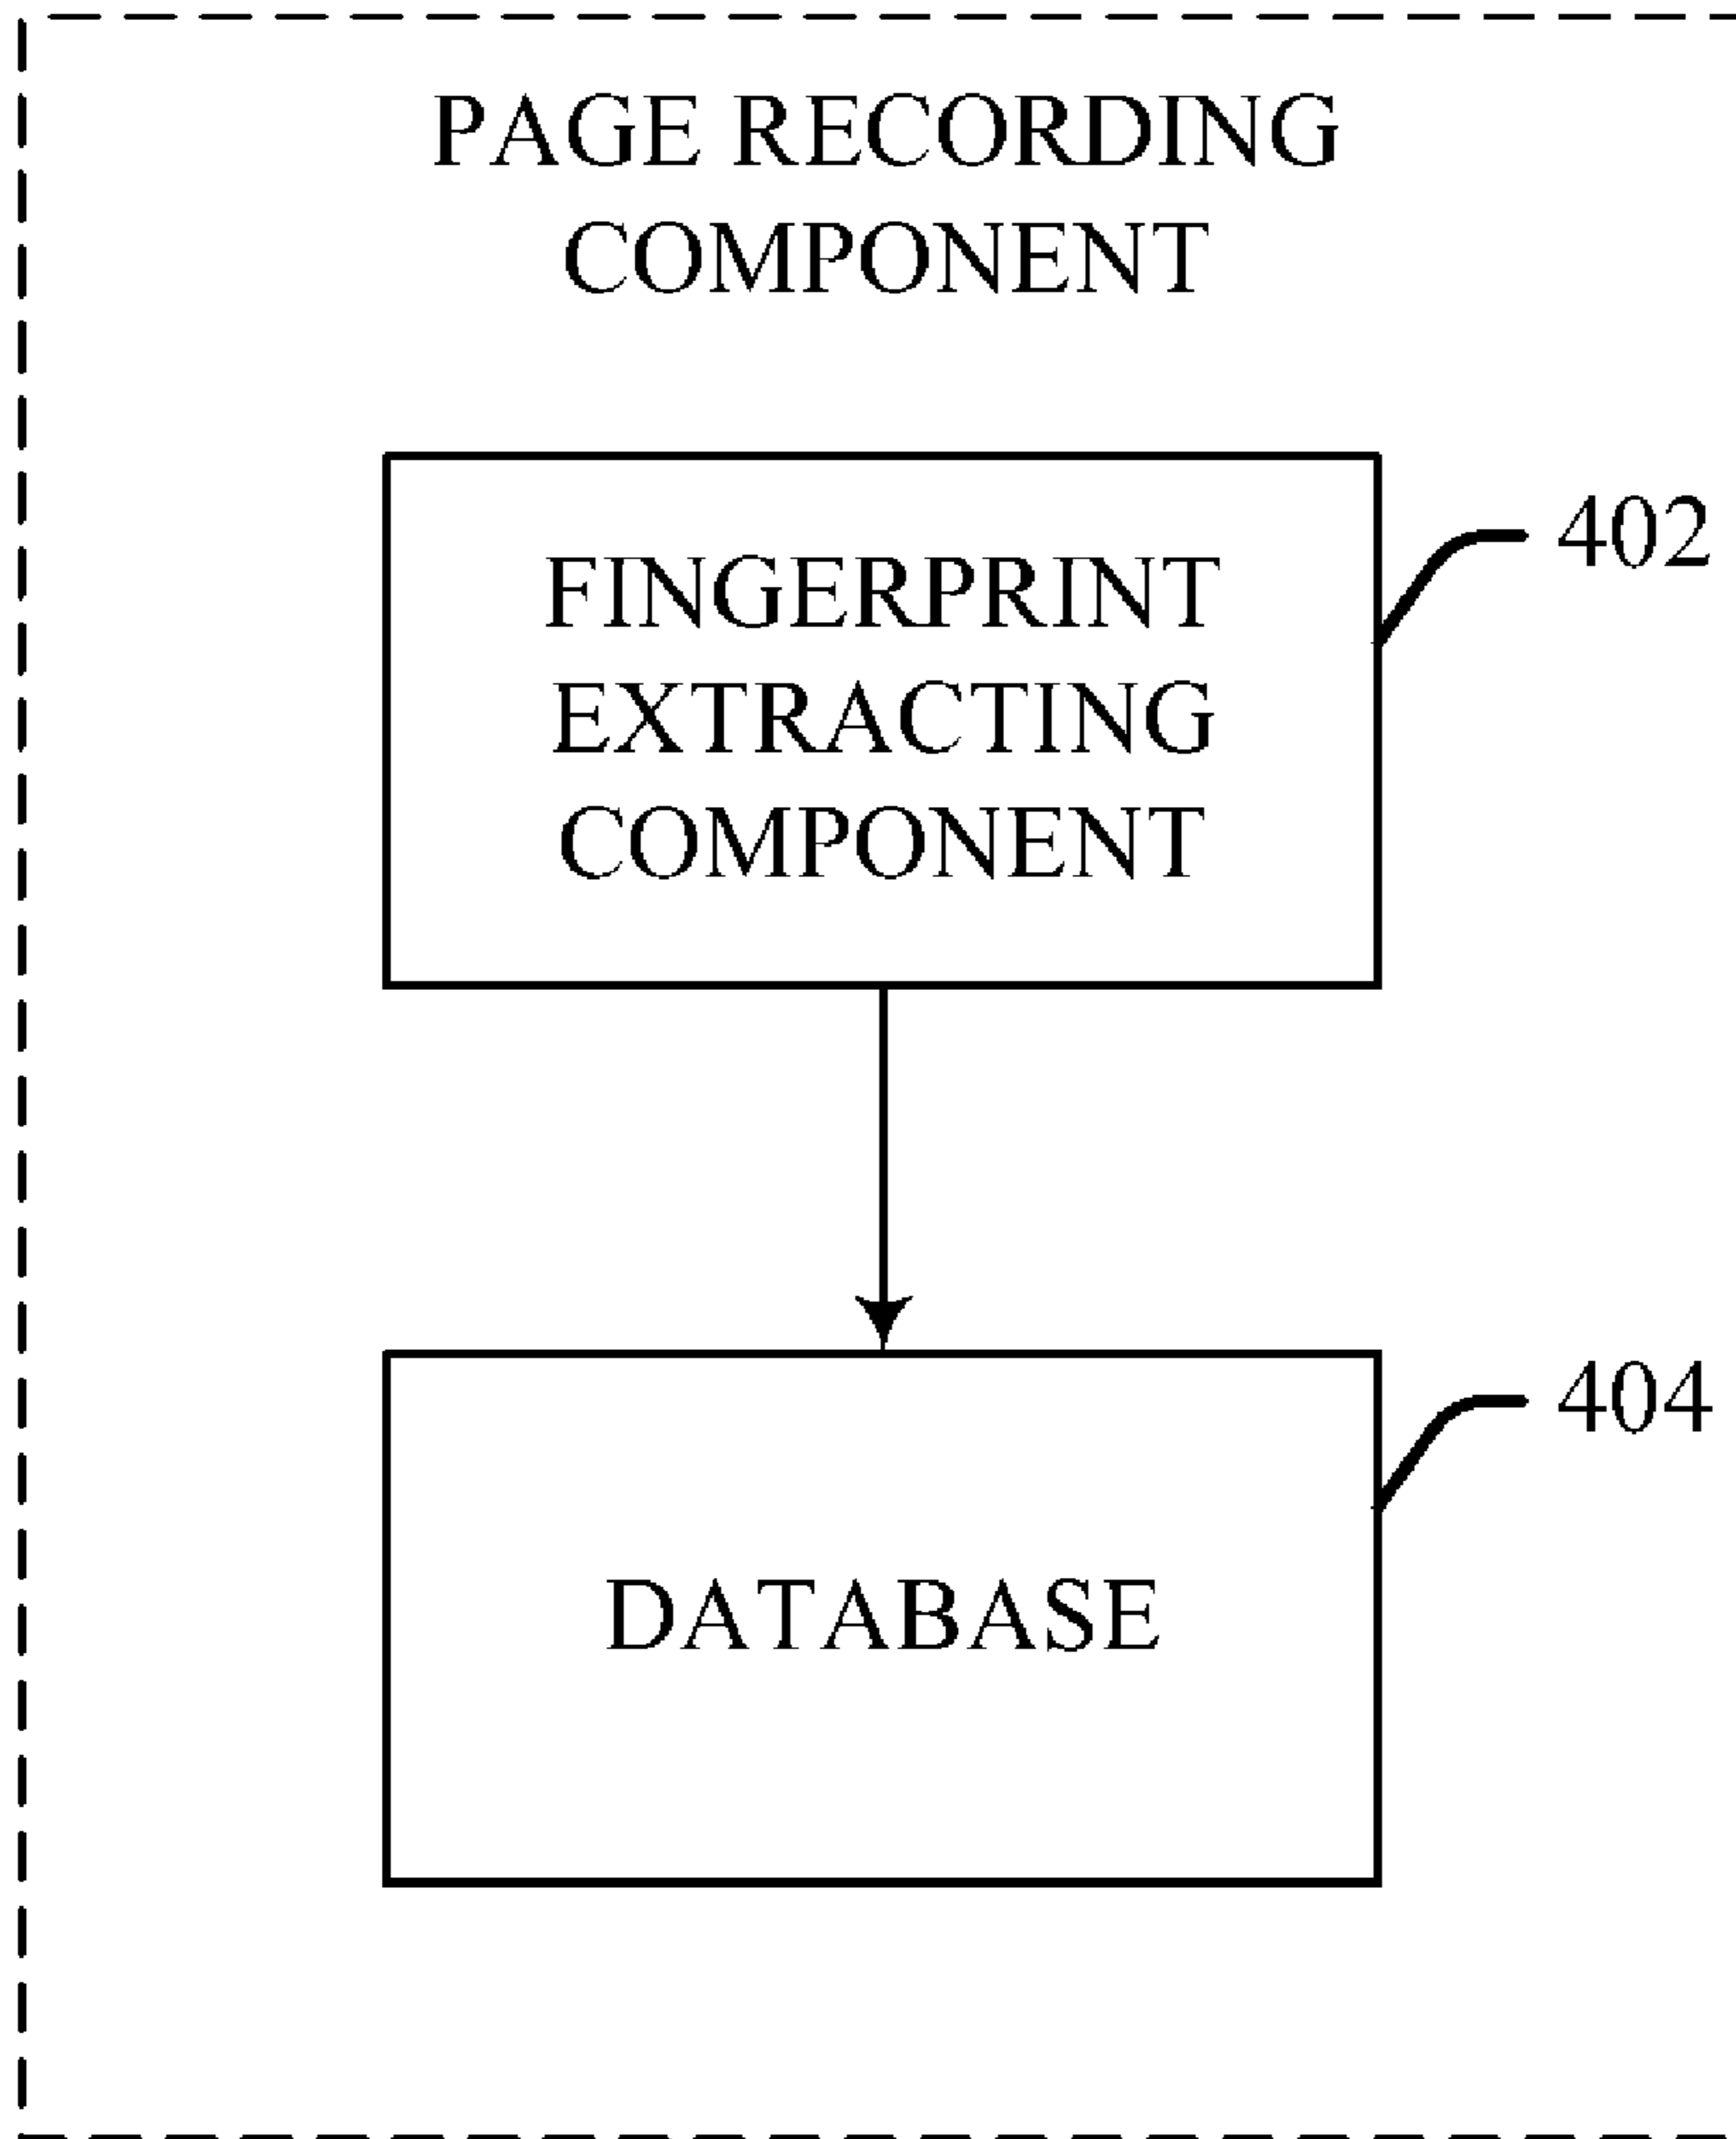 PAGE RECORDING
COMPONENT
402
FINGERPRINT
EXTRACTING
COMPONENT
404
DATABASE